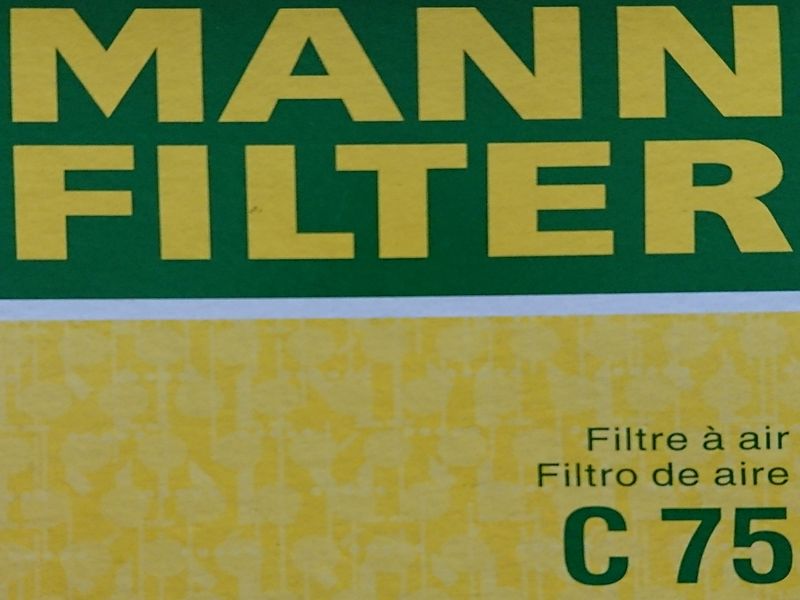 MANN
FILTER
Filtre à air
Filtro de aire
C 75